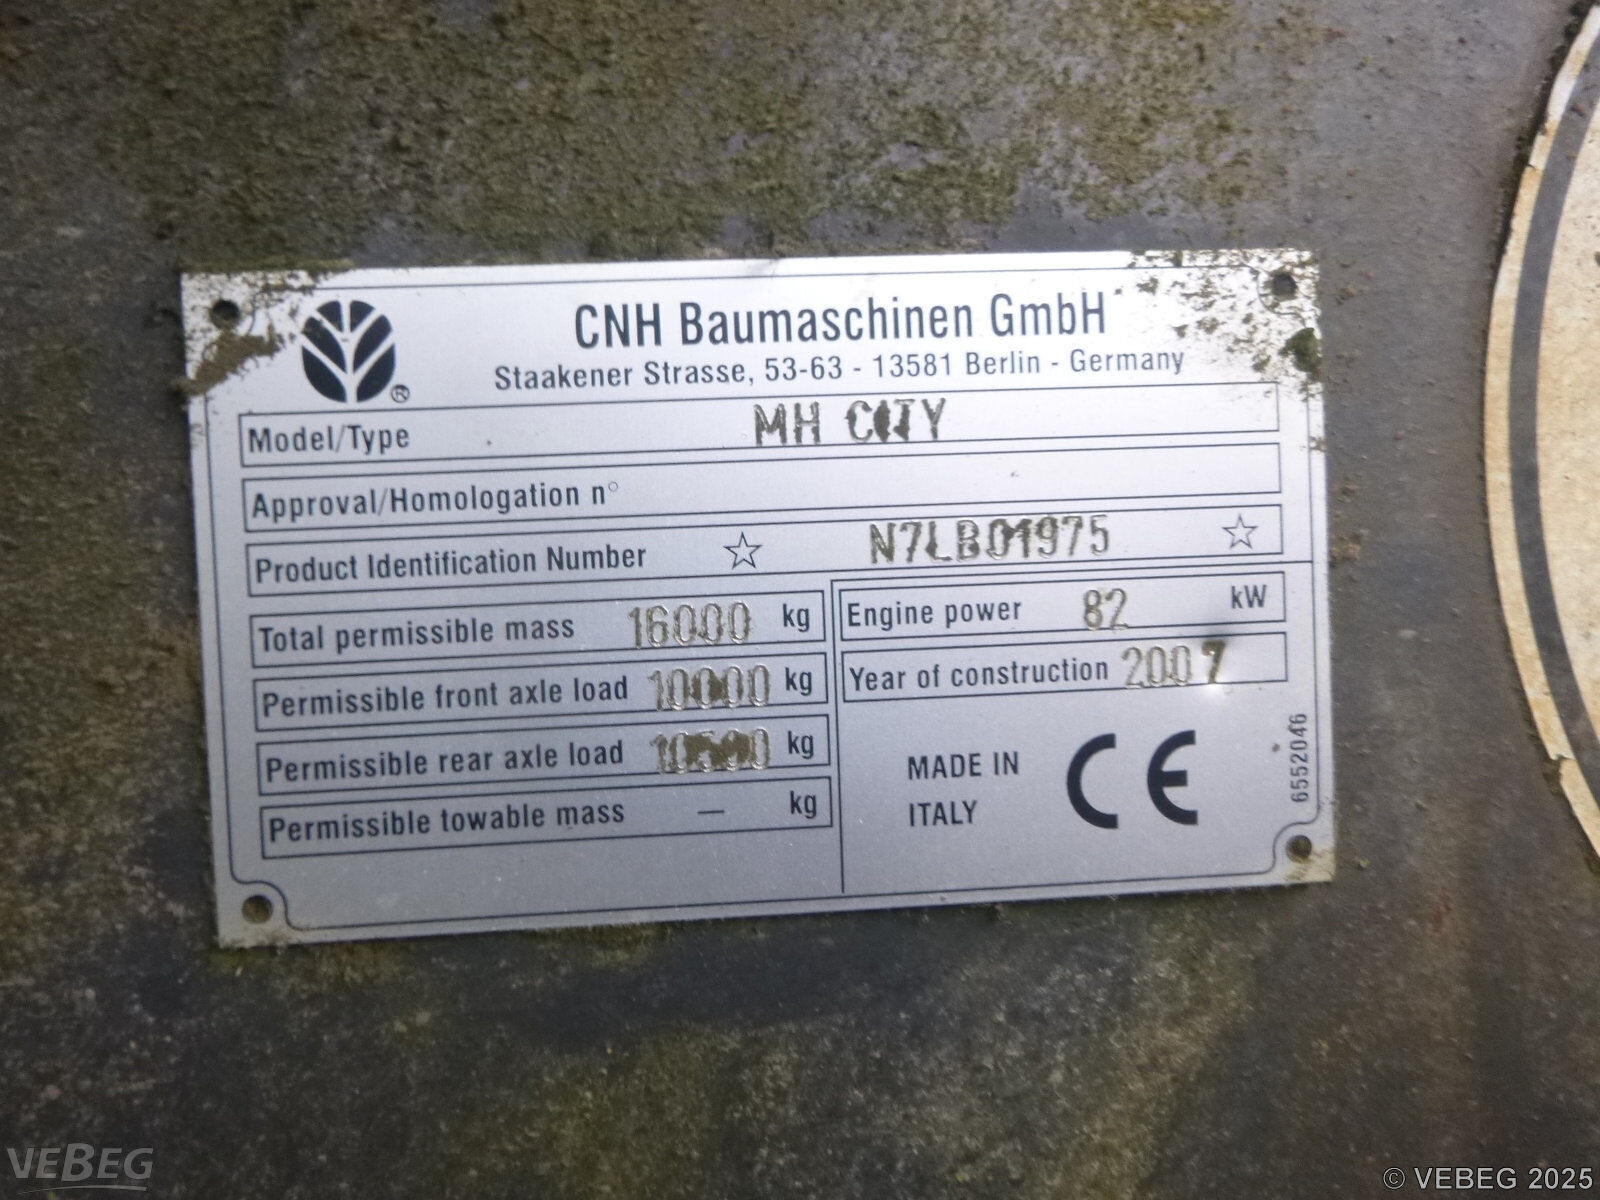 CNH Baumaschinen GmbH
Staakener Strasse, 53-63 - 13581 Berlin - Germany
®
Model/Type MH CITY
Approval/Homologation n°
Product Identification Number ☆ N7LB01975 ☆
Total permissible mass 16000 kg
Permissible front axle load 10000 kg
Permissible rear axle load 10500 kg
Permissible towable mass — kg
Engine power 82 kW
Year of construction 2007
MADE IN
ITALY
CE
6552046
VEBEG
© VEBEG 2025